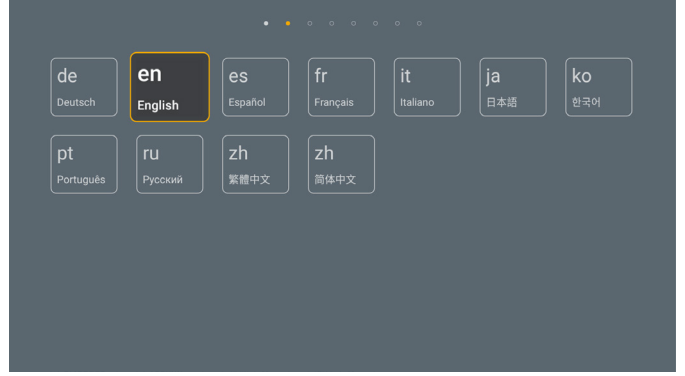 de
Deutsch
en
English
es
Español
fr
Français
it
Italiano
ja
日本語
ko
한국어
pt
Português
ru
Русский
zh
繁體中文
zh
简体中文